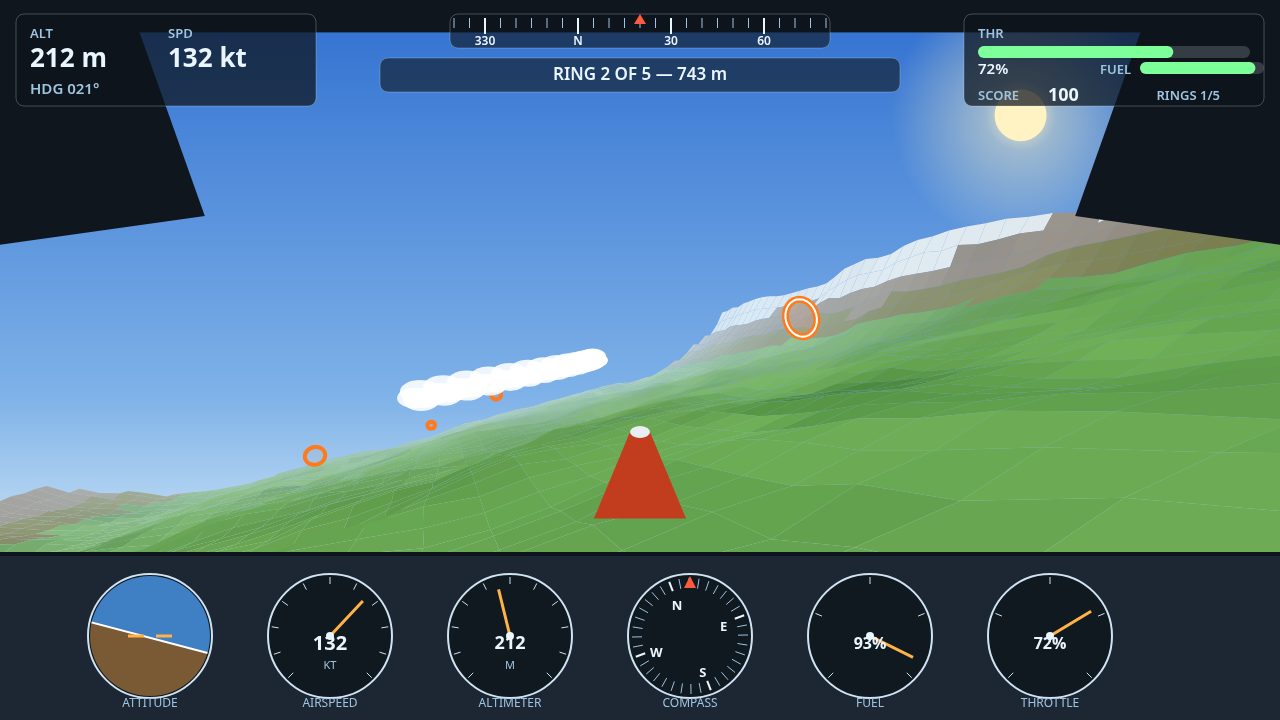 ALT
212 m
HDG 021°
SPD
132 kt
330 N 30 60
RING 2 OF 5 — 743 m
THR
72%
FUEL
SCORE 100 RINGS 1/5
132
KT
212
M
N
E
S
W
93%
72%
ATTITUDE
AIRSPEED
ALTIMETER
COMPASS
FUEL
THROTTLE